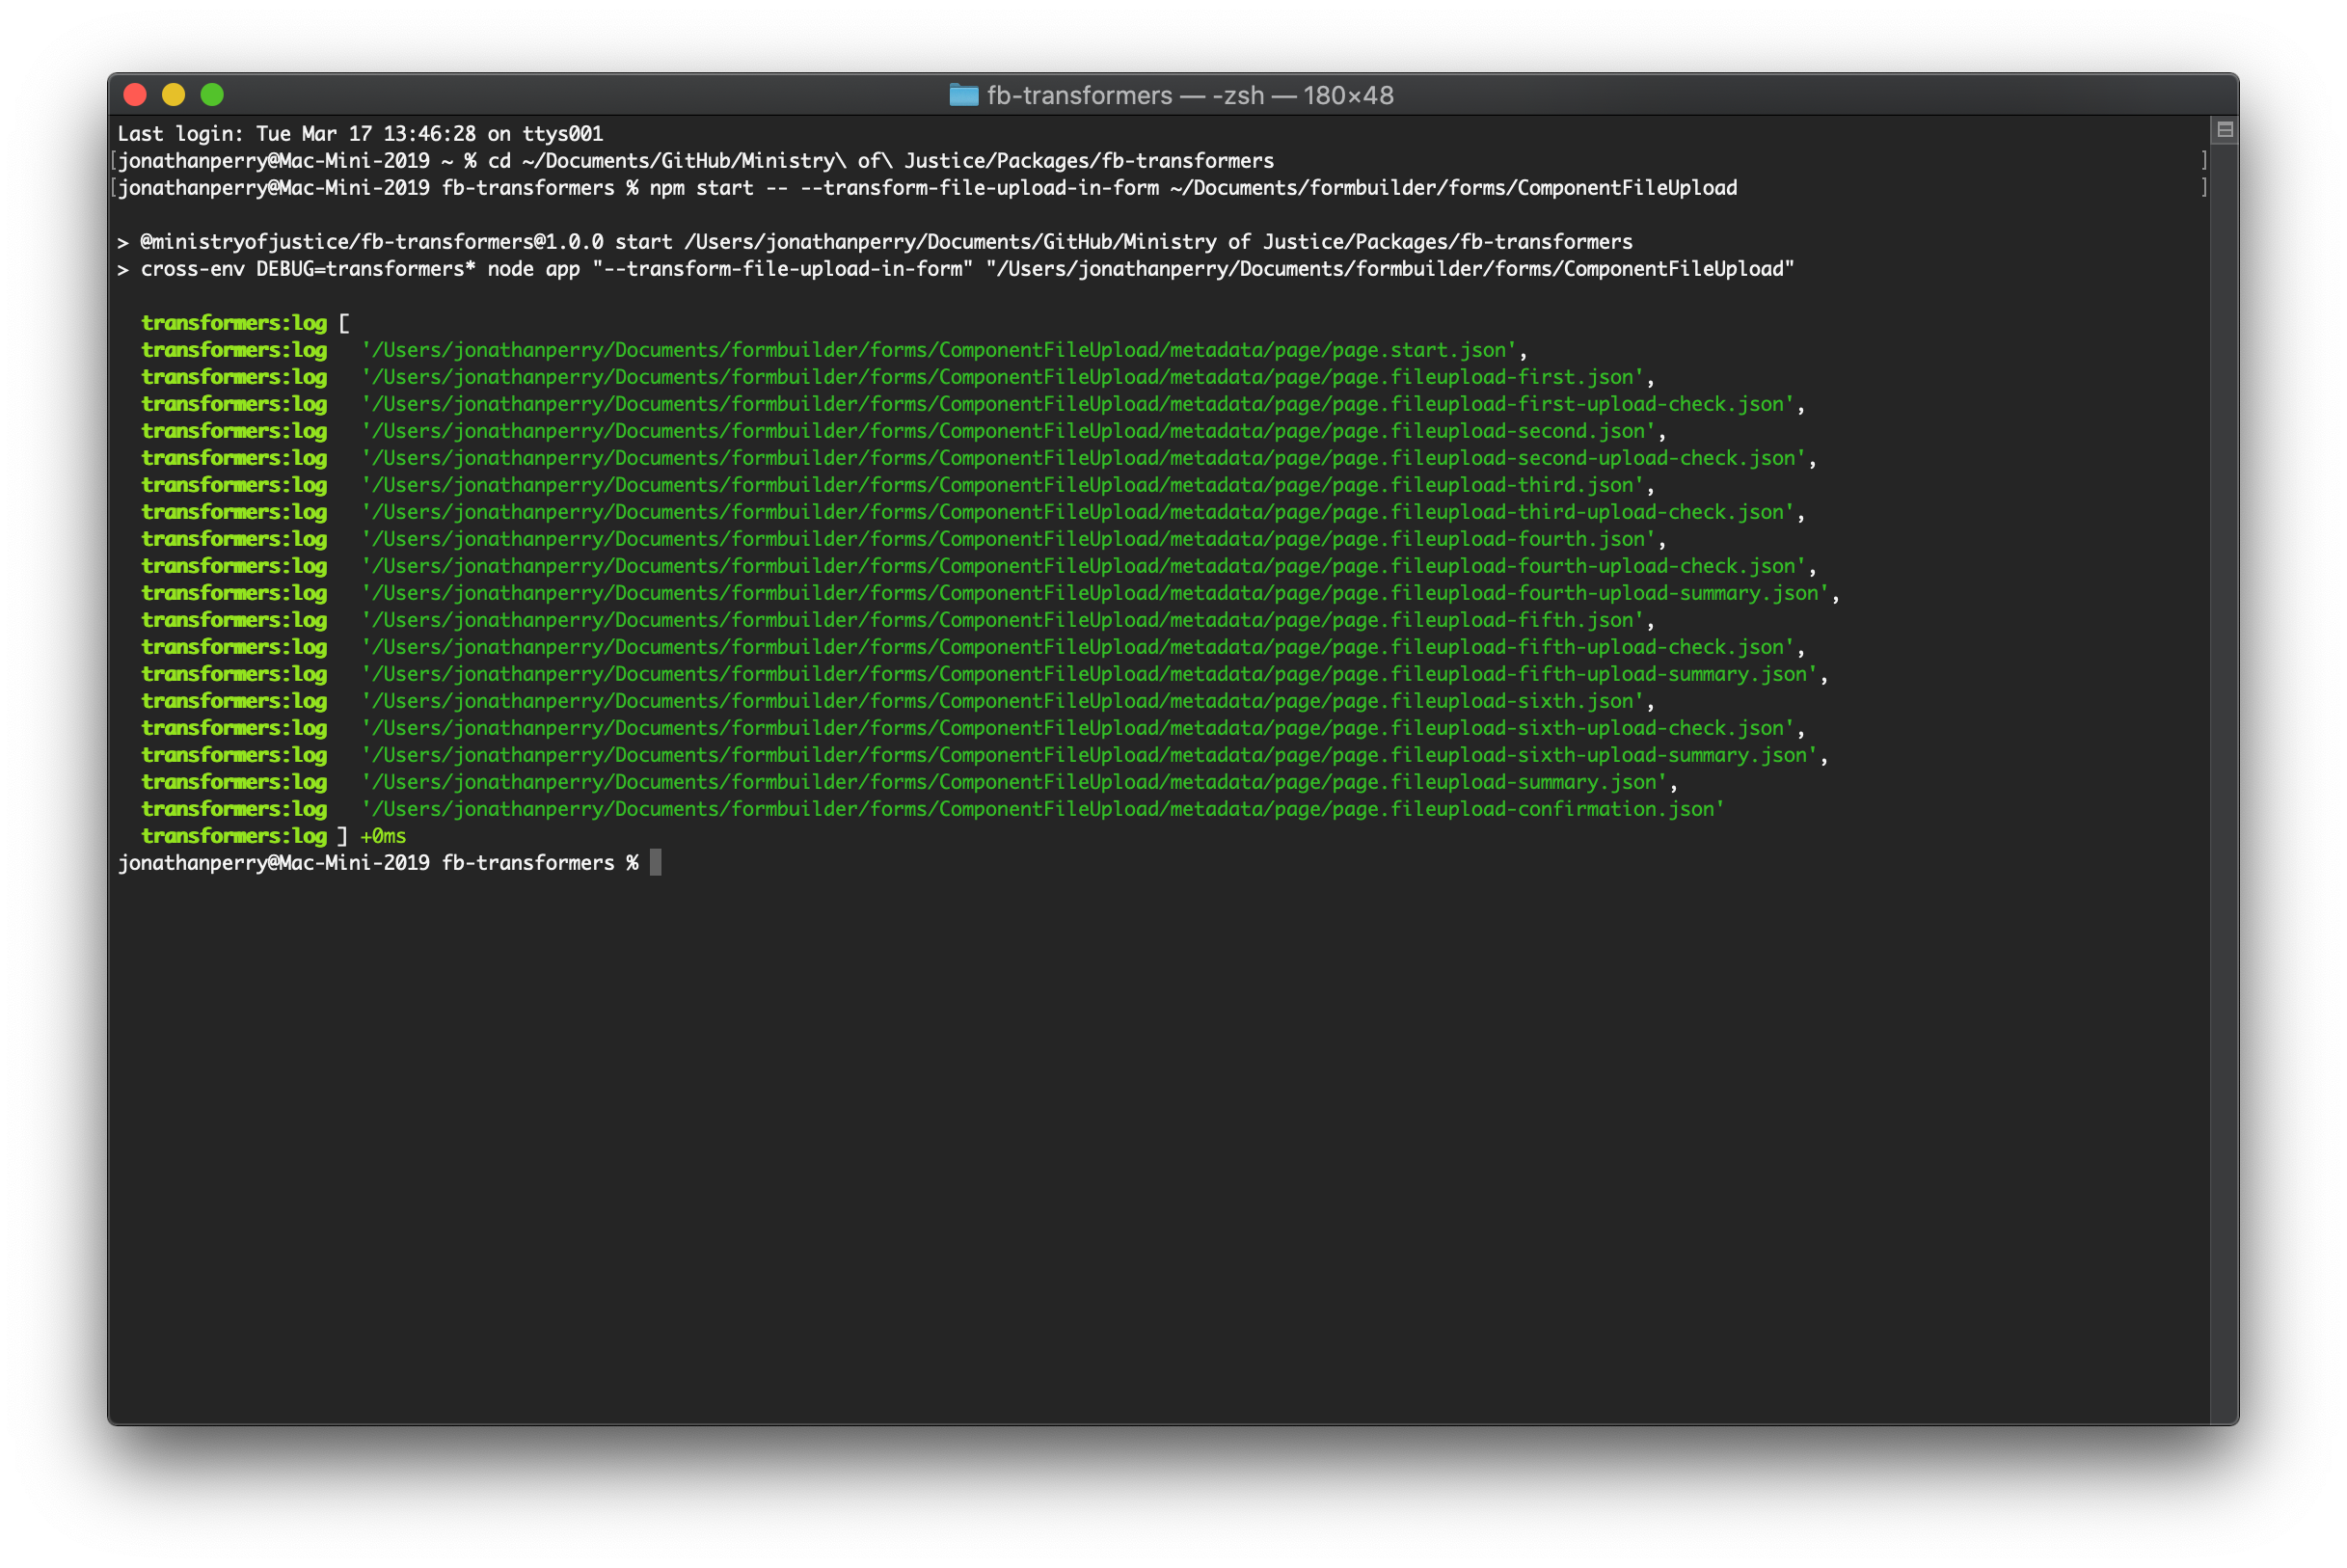 fb-transformers — -zsh — 180×48
Last login: Tue Mar 17 13:46:28 on ttys001
[jonathanperry@Mac-Mini-2019 ~ % cd ~/Documents/GitHub/Ministry\ of\ Justice/Packages/fb-transformers ]
[jonathanperry@Mac-Mini-2019 fb-transformers % npm start -- --transform-file-upload-in-form ~/Documents/formbuilder/forms/ComponentFileUpload ]
> @ministryofjustice/fb-transformers@1.0.0 start /Users/jonathanperry/Documents/GitHub/Ministry of Justice/Packages/fb-transformers
> cross-env DEBUG=transformers* node app "--transform-file-upload-in-form" "/Users/jonathanperry/Documents/formbuilder/forms/ComponentFileUpload"
transformers:log [
transformers:log   '/Users/jonathanperry/Documents/formbuilder/forms/ComponentFileUpload/metadata/page/page.start.json',
transformers:log   '/Users/jonathanperry/Documents/formbuilder/forms/ComponentFileUpload/metadata/page/page.fileupload-first.json',
transformers:log   '/Users/jonathanperry/Documents/formbuilder/forms/ComponentFileUpload/metadata/page/page.fileupload-first-upload-check.json',
transformers:log   '/Users/jonathanperry/Documents/formbuilder/forms/ComponentFileUpload/metadata/page/page.fileupload-second.json',
transformers:log   '/Users/jonathanperry/Documents/formbuilder/forms/ComponentFileUpload/metadata/page/page.fileupload-second-upload-check.json',
transformers:log   '/Users/jonathanperry/Documents/formbuilder/forms/ComponentFileUpload/metadata/page/page.fileupload-third.json',
transformers:log   '/Users/jonathanperry/Documents/formbuilder/forms/ComponentFileUpload/metadata/page/page.fileupload-third-upload-check.json',
transformers:log   '/Users/jonathanperry/Documents/formbuilder/forms/ComponentFileUpload/metadata/page/page.fileupload-fourth.json',
transformers:log   '/Users/jonathanperry/Documents/formbuilder/forms/ComponentFileUpload/metadata/page/page.fileupload-fourth-upload-check.json',
transformers:log   '/Users/jonathanperry/Documents/formbuilder/forms/ComponentFileUpload/metadata/page/page.fileupload-fourth-upload-summary.json',
transformers:log   '/Users/jonathanperry/Documents/formbuilder/forms/ComponentFileUpload/metadata/page/page.fileupload-fifth.json',
transformers:log   '/Users/jonathanperry/Documents/formbuilder/forms/ComponentFileUpload/metadata/page/page.fileupload-fifth-upload-check.json',
transformers:log   '/Users/jonathanperry/Documents/formbuilder/forms/ComponentFileUpload/metadata/page/page.fileupload-fifth-upload-summary.json',
transformers:log   '/Users/jonathanperry/Documents/formbuilder/forms/ComponentFileUpload/metadata/page/page.fileupload-sixth.json',
transformers:log   '/Users/jonathanperry/Documents/formbuilder/forms/ComponentFileUpload/metadata/page/page.fileupload-sixth-upload-check.json',
transformers:log   '/Users/jonathanperry/Documents/formbuilder/forms/ComponentFileUpload/metadata/page/page.fileupload-sixth-upload-summary.json',
transformers:log   '/Users/jonathanperry/Documents/formbuilder/forms/ComponentFileUpload/metadata/page/page.fileupload-summary.json',
transformers:log   '/Users/jonathanperry/Documents/formbuilder/forms/ComponentFileUpload/metadata/page/page.fileupload-confirmation.json'
transformers:log ] +0ms
jonathanperry@Mac-Mini-2019 fb-transformers %